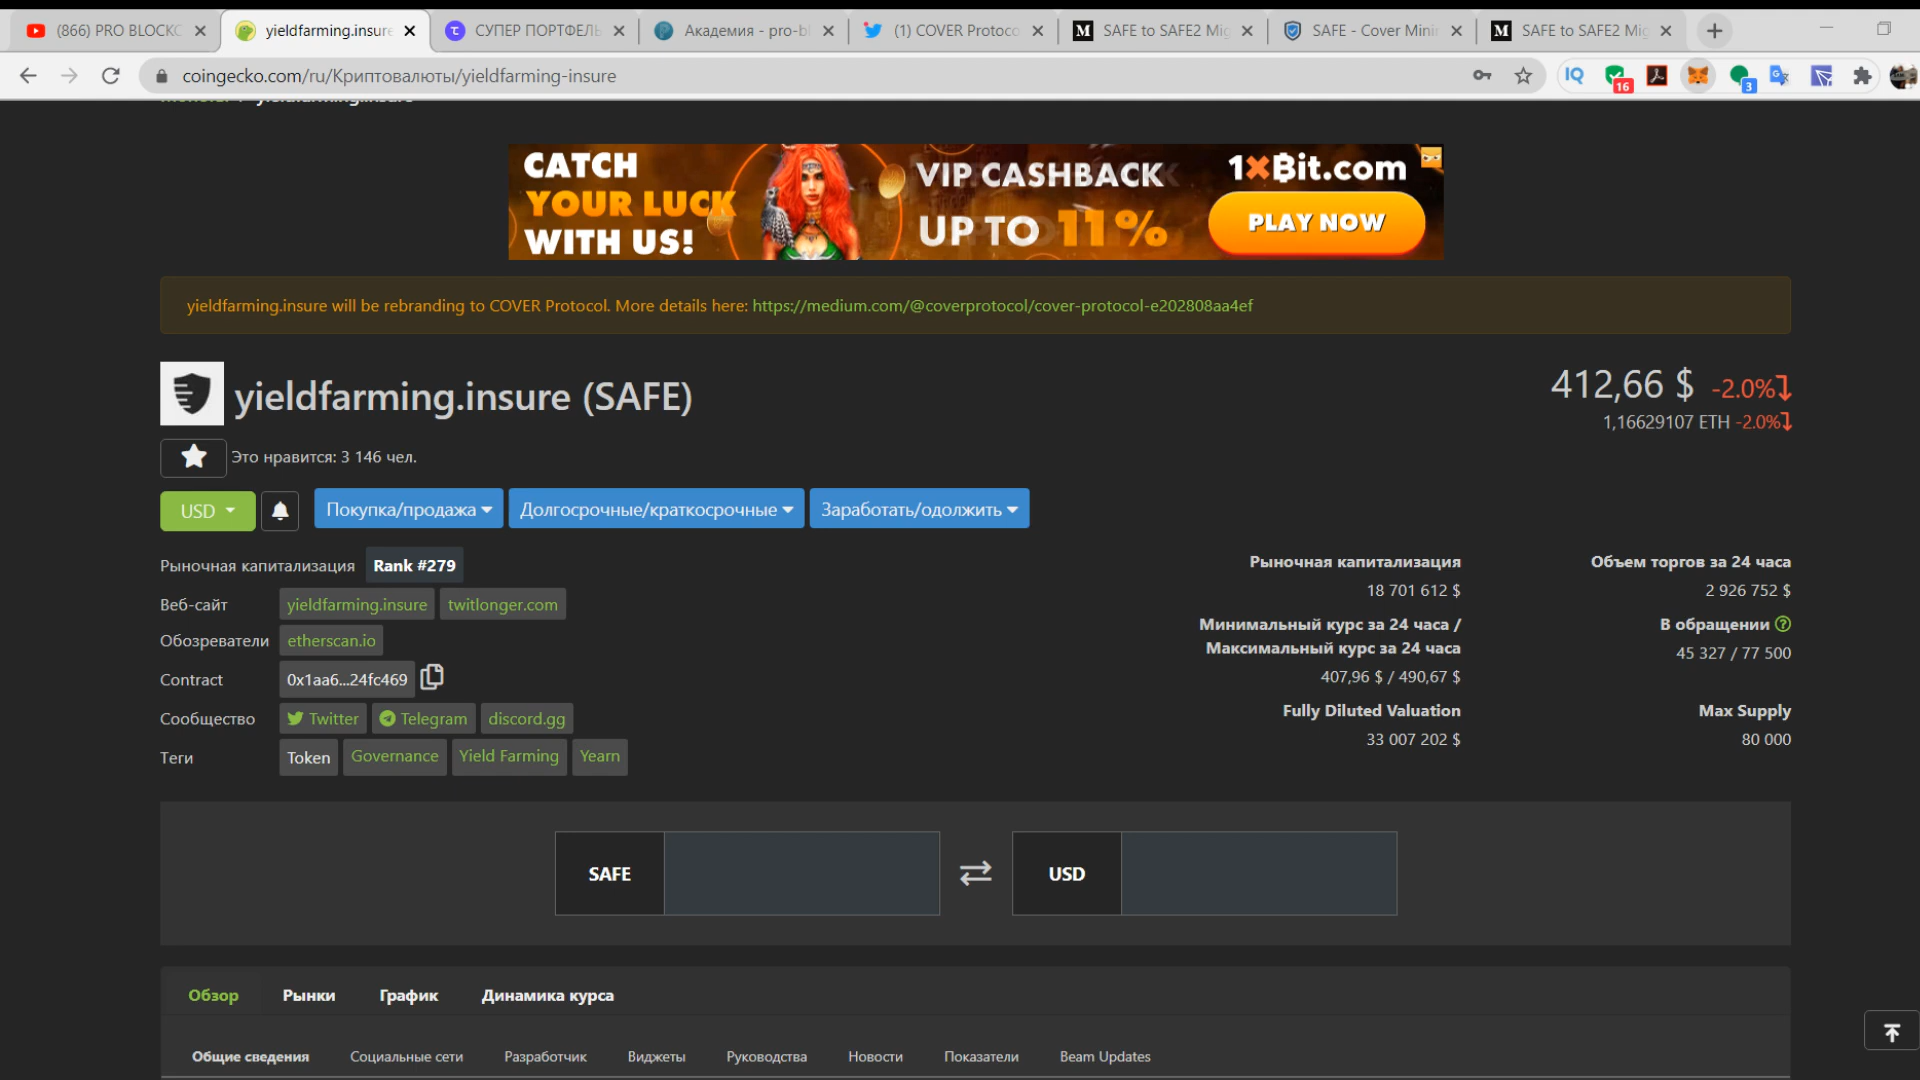 (866) PRO BLOCKC
yieldfarming.insure
СУПЕР ПОРТФЕЛЬ
Академия - pro-bl
(1) COVER Protoco
SAFE to SAFE2 Mig
SAFE - Cover Minin
SAFE to SAFE2 Mig
coingecko.com/ru/Криптовалюты/yieldfarming-insure
IQ
16
3
yieldfarming.insure
CATCH
YOUR LUCK
WITH US!
VIP CASHBACK
UP TO 11%
1XBit.com
PLAY NOW
yieldfarming.insure will be rebranding to COVER Protocol. More details here: https://medium.com/@coverprotocol/cover-protocol-e202808aa4ef
yieldfarming.insure (SAFE)
412,66 $ -2.0%
1,16629107 ETH -2.0%
Это нравится: 3 146 чел.
USD
Покупка/продажа
Долгосрочные/краткосрочные
Заработать/одолжить
Рыночная капитализация Rank #279
Веб-сайт yieldfarming.insure twitlonger.com
Обозреватели etherscan.io
Contract 0x1aa6...24fc469
Сообщество Twitter Telegram discord.gg
Теги Token Governance Yield Farming Yearn
Рыночная капитализация
18 701 612 $
Объем торгов за 24 часа
2 926 752 $
Минимальный курс за 24 часа /
Максимальный курс за 24 часа
407,96 $ / 490,67 $
В обращении
45 327 / 77 500
Fully Diluted Valuation
33 007 202 $
Max Supply
80 000
SAFE
USD
Обзор Рынки График Динамика курса
Общие сведения Социальные сети Разработчик Виджеты Руководства Новости Показатели Beam Updates